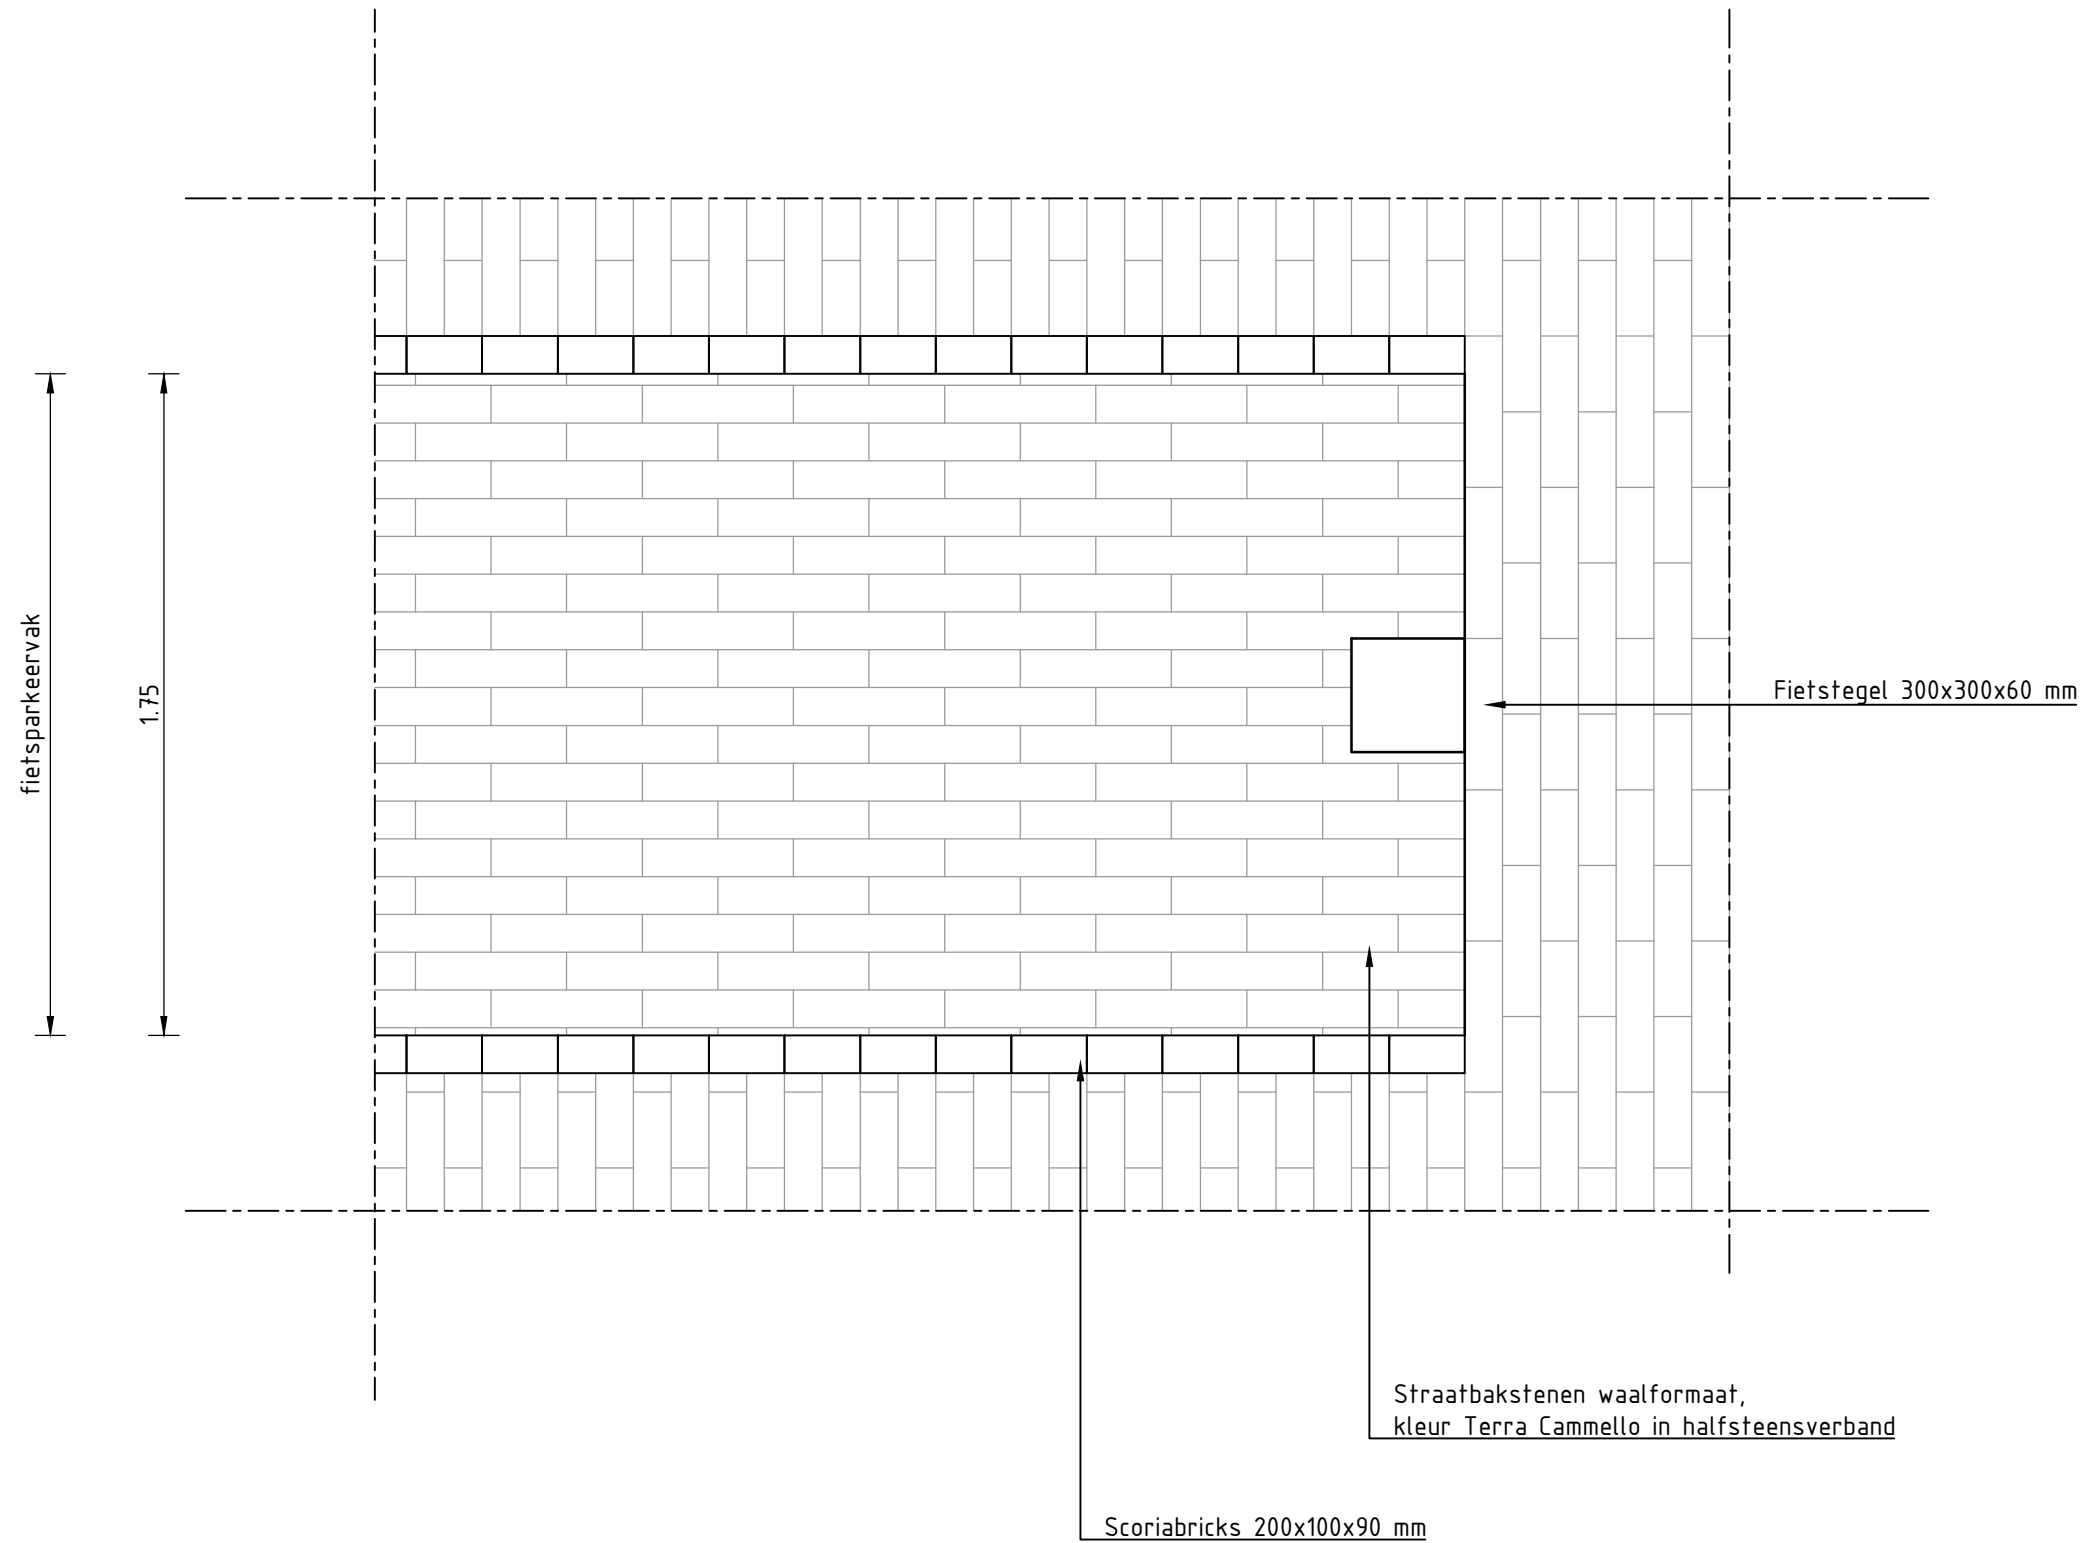 fietsparkeervak
1.75
Fietstegel 300x300x60 mm
Straatbakstenen waalformaat,
kleur Terra Cammello in halfsteensverband
Scoriabricks 200x100x90 mm